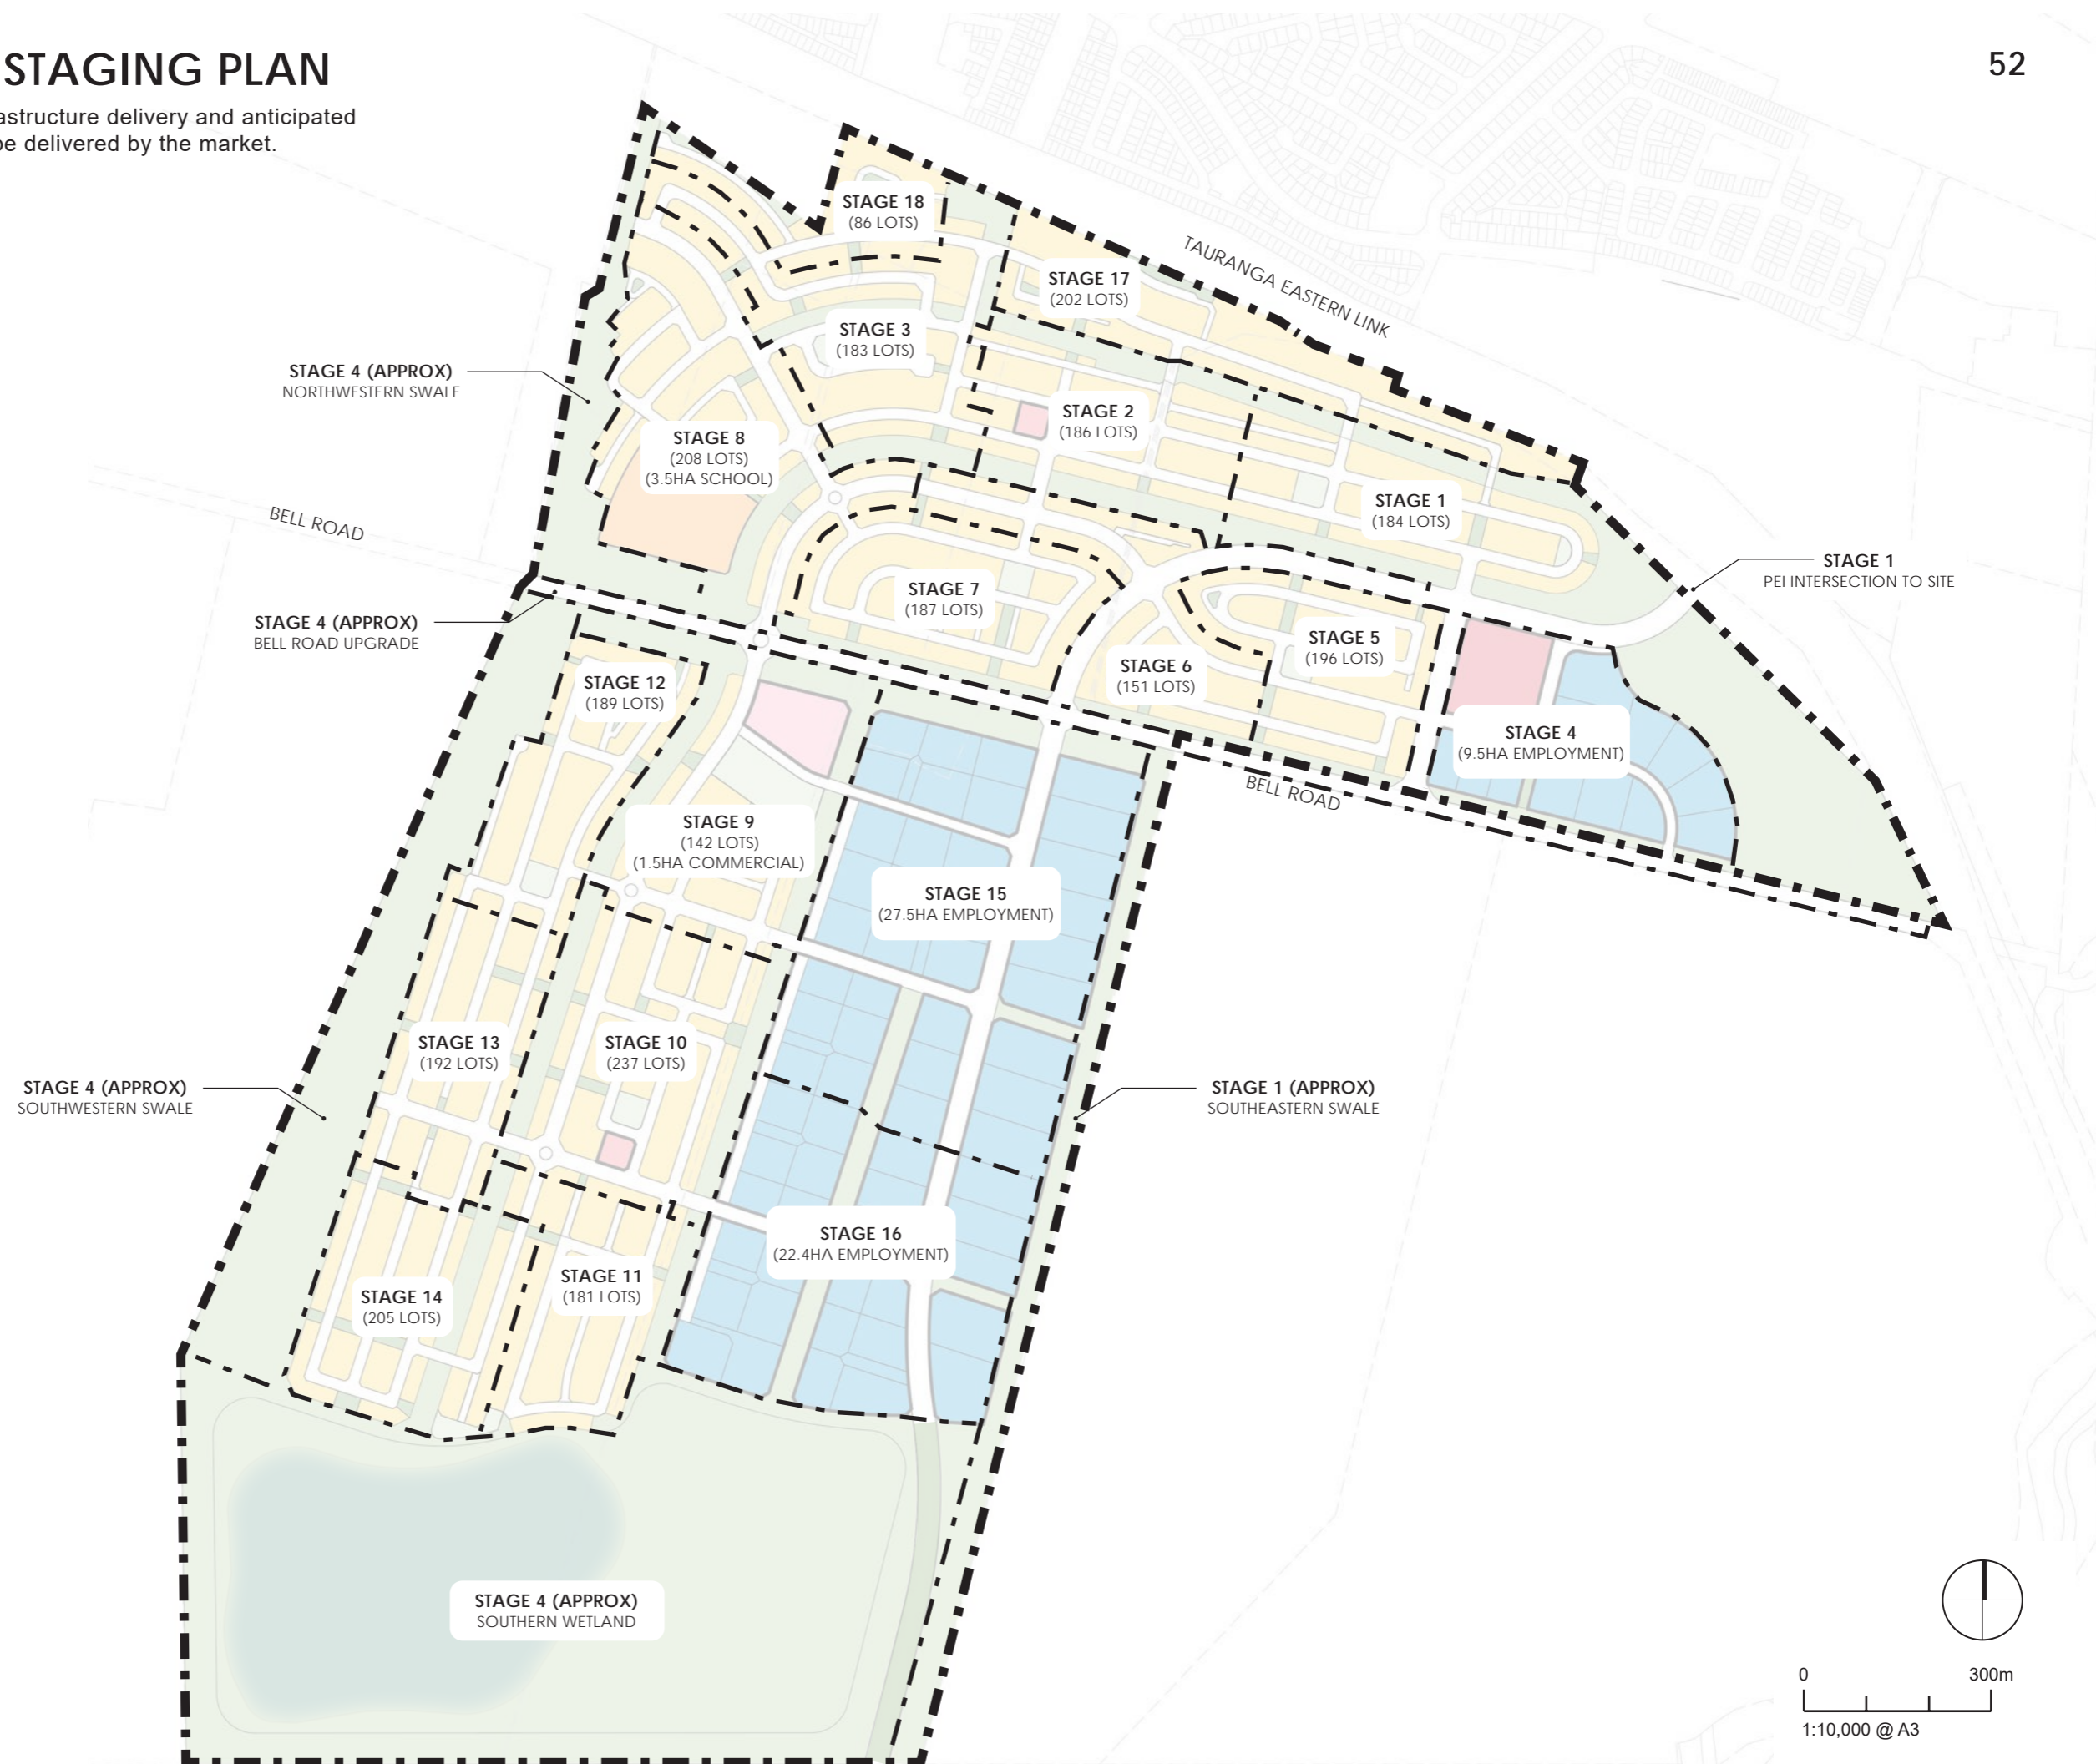 STAGING PLAN
52
astructure delivery and anticipated
be delivered by the market.
STAGE 18
(86 LOTS)
TAURANGA EASTERN LINK
STAGE 17
(202 LOTS)
STAGE 3
(183 LOTS)
STAGE 4 (APPROX)
NORTHWESTERN SWALE
STAGE 2
(186 LOTS)
STAGE 8
(208 LOTS)
(3.5HA SCHOOL)
STAGE 1
(184 LOTS)
BELL ROAD
STAGE 1
PEI INTERSECTION TO SITE
STAGE 7
(187 LOTS)
STAGE 4 (APPROX)
BELL ROAD UPGRADE
STAGE 5
(196 LOTS)
STAGE 6
(151 LOTS)
STAGE 12
(189 LOTS)
STAGE 4
(9.5HA EMPLOYMENT)
BELL ROAD
STAGE 9
(142 LOTS)
(1.5HA COMMERCIAL)
STAGE 15
(27.5HA EMPLOYMENT)
STAGE 13
(192 LOTS)
STAGE 10
(237 LOTS)
STAGE 4 (APPROX)
SOUTHWESTERN SWALE
STAGE 1 (APPROX)
SOUTHEASTERN SWALE
STAGE 16
(22.4HA EMPLOYMENT)
STAGE 11
(181 LOTS)
STAGE 14
(205 LOTS)
STAGE 4 (APPROX)
SOUTHERN WETLAND
0 300m
1:10,000 @ A3